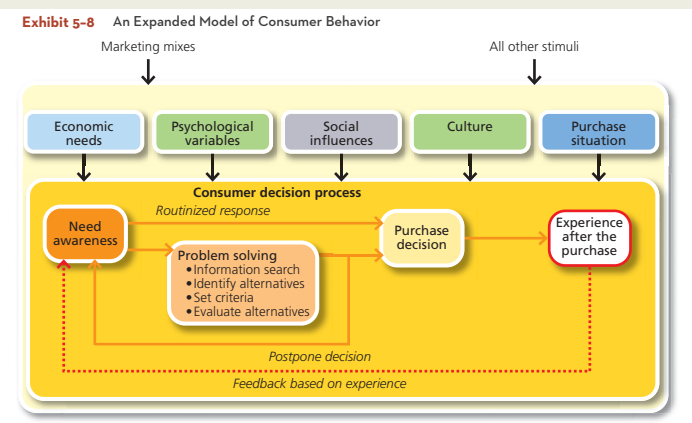 Exhibit 5-8 An Expanded Model of Consumer Behavior
Marketing mixes
All other stimuli
Economic
needs
Psychological
variables
Social
influences
Culture
Purchase
situation
Consumer decision process
Routinized response
Need
awareness
Problem solving
•Information search
•Identify alternatives
•Set criteria
•Evaluate alternatives
Purchase
decision
Experience
after the
purchase
Postpone decision
Feedback based on experience